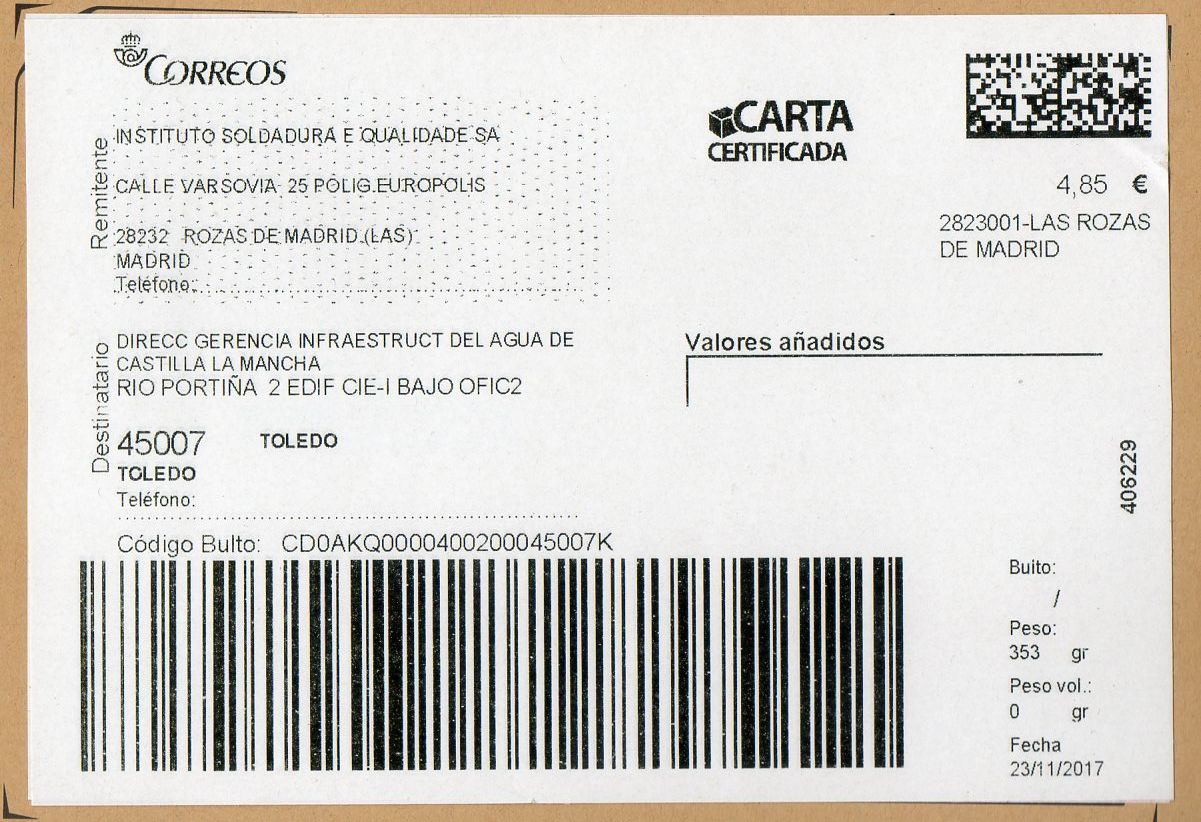 CORREOS
Remitente
INSTITUTO SOLDADURA E QUALIDADE SA
CALLE VARSOVIA 25 POLIG.EUROPOLIS
28232 ROZAS DE MADRID (LAS)
MADRID
Teléfono:
CARTA
CERTIFICADA
4,85 €
2823001-LAS ROZAS
DE MADRID
Destinatario
DIRECC GERENCIA INFRAESTRUCT DEL AGUA DE
CASTILLA LA MANCHA
RIO PORTIÑA 2 EDIF CIE-I BAJO OFIC2
45007 TOLEDO
TOLEDO
Teléfono:
Valores añadidos
406229
Código Bulto: CD0AKQ0000400200045007K
Buito:
/
Peso:
353 gr
Peso vol.:
0 gr
Fecha
23/11/2017